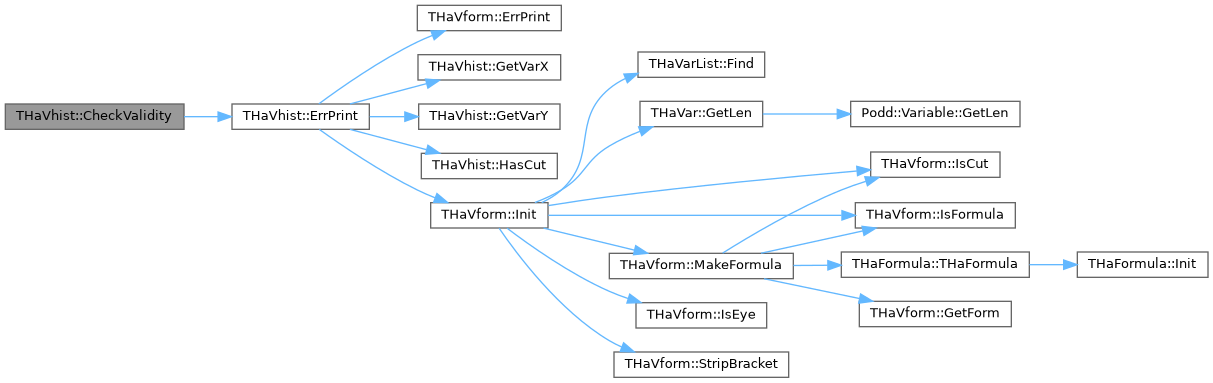 THaVhist::CheckValidity
THaVhist::ErrPrint
THaVform::ErrPrint
THaVhist::GetVarX
THaVhist::GetVarY
THaVhist::HasCut
THaVform::Init
THaVarList::Find
THaVar::GetLen
Podd::Variable::GetLen
THaVform::IsCut
THaVform::IsFormula
THaVform::MakeFormula
THaFormula::THaFormula
THaFormula::Init
THaVform::GetForm
THaVform::IsEye
THaVform::StripBracket